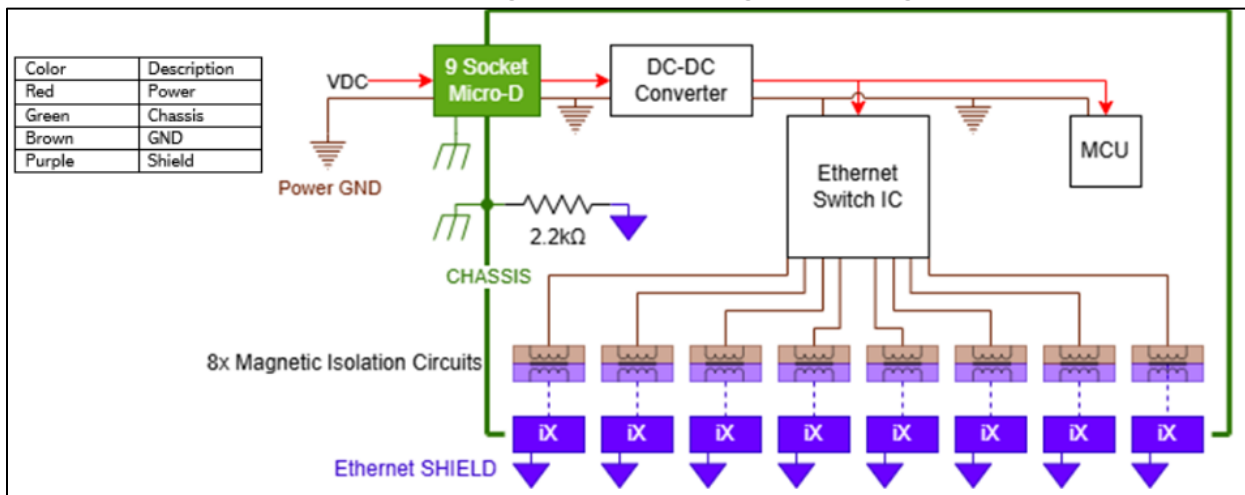 Color Description
Red Power
Green Chassis
Brown GND
Purple Shield
VDC
9 Socket
Micro-D
DC-DC
Converter
Power GND
Ethernet
Switch IC
MCU
2.2kΩ
CHASSIS
8x Magnetic Isolation Circuits
iX iX iX iX iX iX iX iX
Ethernet SHIELD